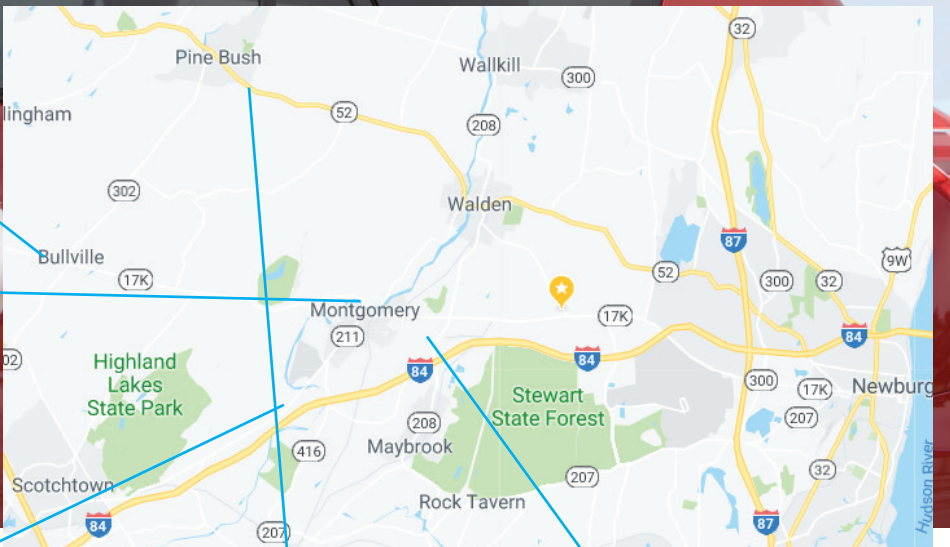 32
Pine Bush
Wallkill
300
lingham
52
208
302
Walden
87
Bullville
9W
17K
52
300
32
Montgomery
17K
211
84
84
02
84
Highland
Lakes
State Park
300
17K
Newburg
Stewart
State Forest
208
207
Maybrook
416
32
207
Scotchtown
Rock Tavern
84
87
207
Hudson River